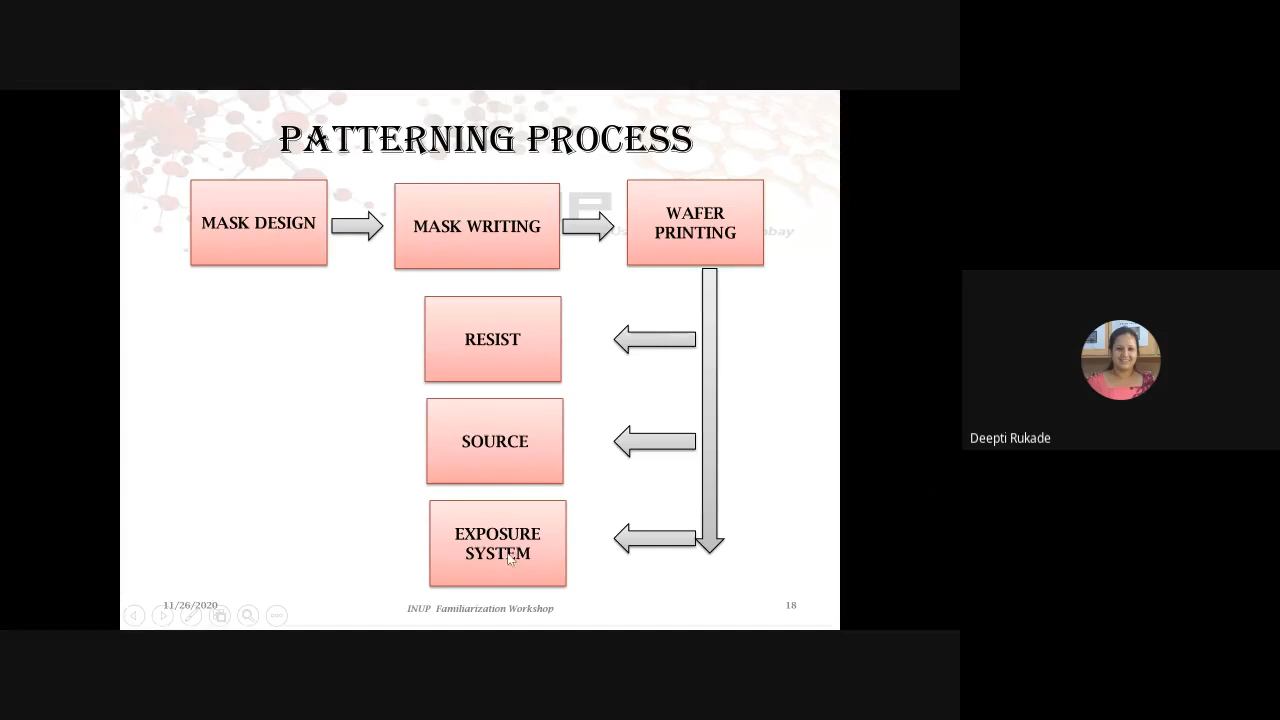 PATTERNING PROCESS
MASK DESIGN
MASK WRITING
WAFER
PRINTING
bay
RESIST
SOURCE
EXPOSURE
SYSTEM
11/26/2020
INUP Familiarization Workshop
18
Deepti Rukade